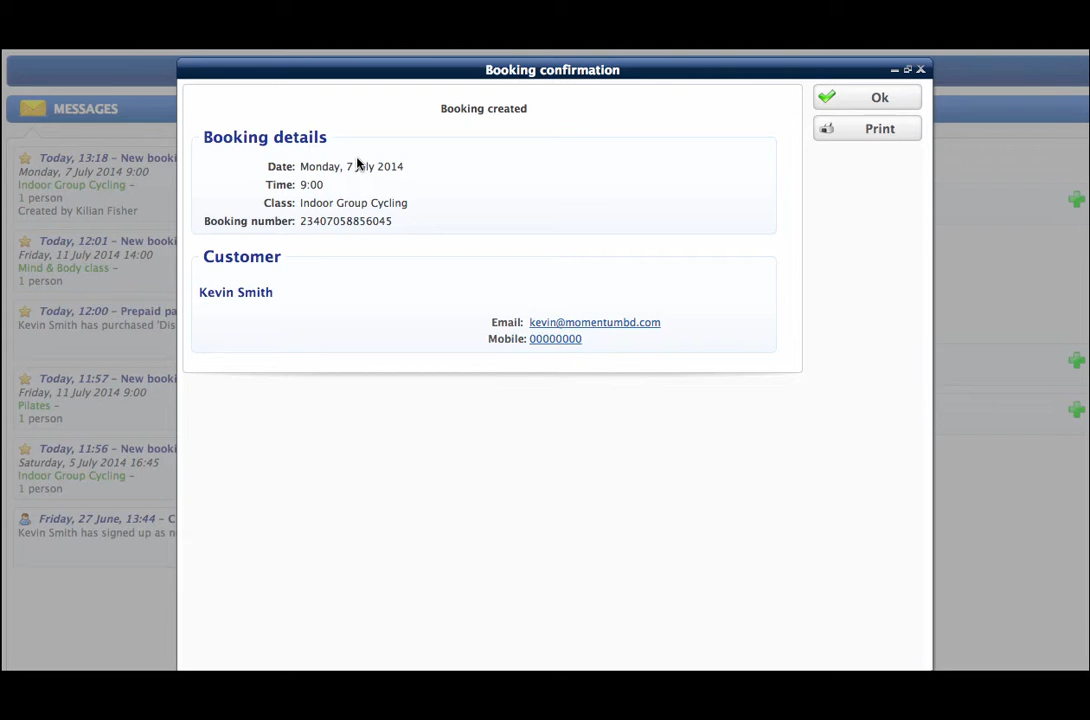 Booking confirmation
MESSAGES
Booking created
Ok
Print
Booking details
Date: Monday, 7 July 2014
Time: 9:00
Class: Indoor Group Cycling
Booking number: 23407058856045
Customer
Kevin Smith
Email: kevin@momentumbd.com
Mobile: 00000000
Today, 13:18 – New booki
Monday, 7 July 2014 9:00
Indoor Group Cycling –
1 person
Created by Kilian Fisher
Today, 12:01 – New booki
Friday, 11 July 2014 14:00
Mind & Body class –
1 person
Today, 12:00 – Prepaid pa
Kevin Smith has purchased 'Dis
Today, 11:57 – New booki
Friday, 11 July 2014 9:00
Pilates –
1 person
Today, 11:56 – New booki
Saturday, 5 July 2014 16:45
Indoor Group Cycling –
1 person
Friday, 27 June, 13:44 – C
Kevin Smith has signed up as n